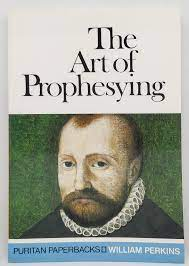 The
Art of
Prophesying
PURITAN PAPERBACKS WILLIAM PERKINS